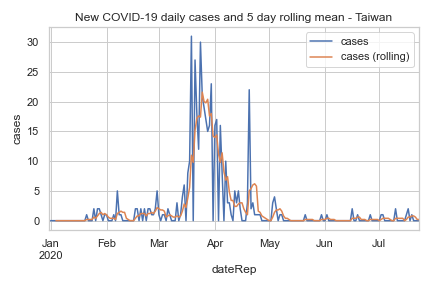 New COVID-19 daily cases and 5 day rolling mean - Taiwan
cases
cases (rolling)
30
25
20
15
10
5
0
cases
Jan
2020
Feb
Mar
Apr
May
Jun
Jul
dateRep